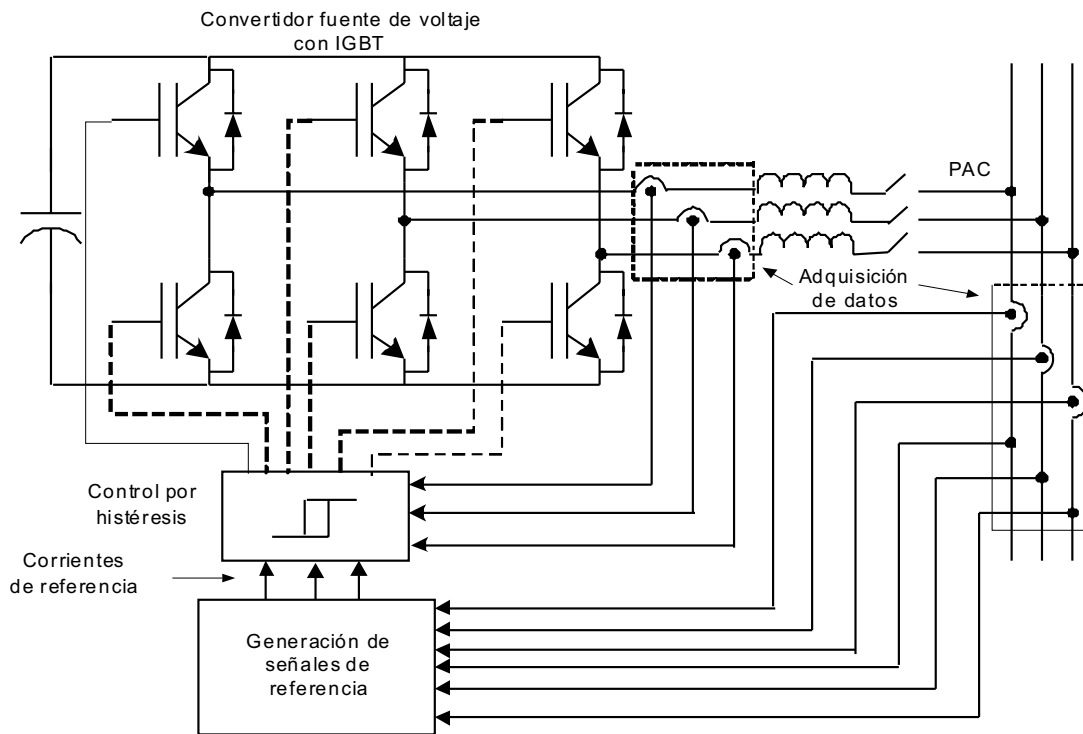 Convertidor fuente de voltaje
con IGBT
PAC
Adquisición
de datos
Control por
histéresis
Corrientes
de referencia
Generación de
señales de
referencia